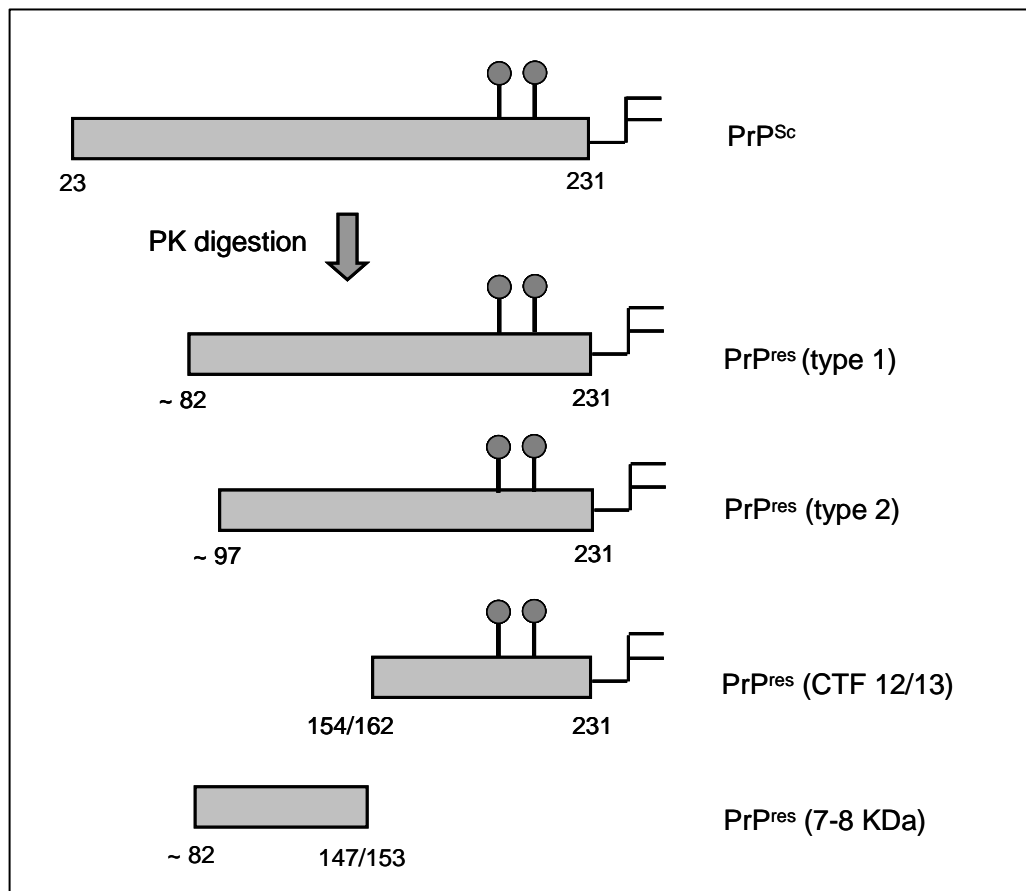 PrPSc
23 231
PK digestion
PrPres (type 1)
~ 82 231
PrPres (type 2)
~ 97 231
PrPres (CTF 12/13)
154/162 231
PrPres (7-8 KDa)
~ 82 147/153